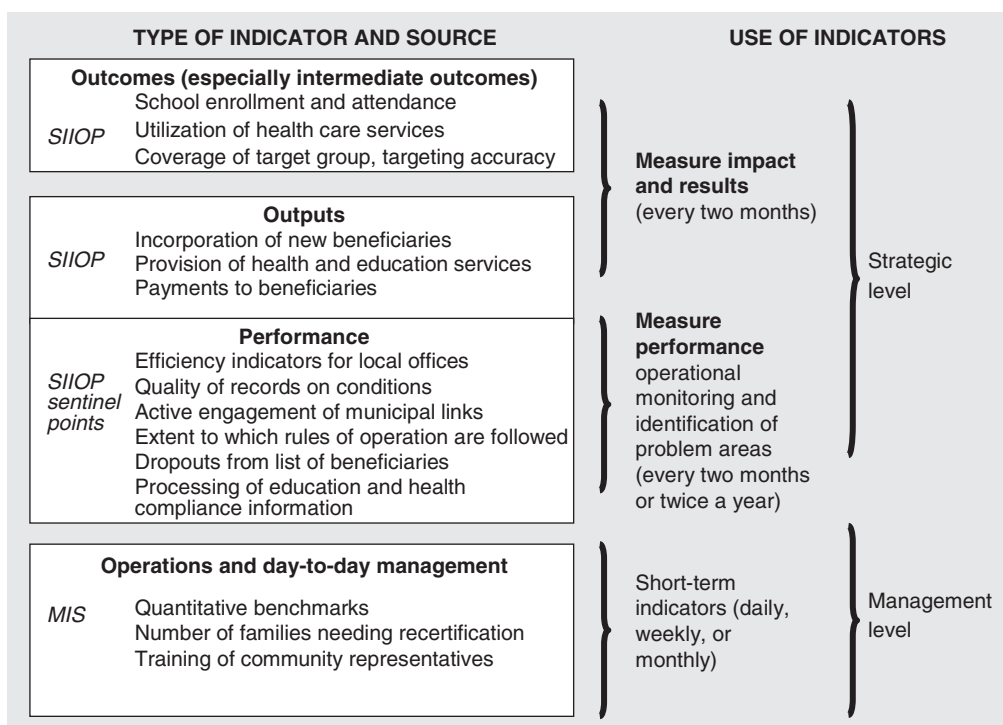 TYPE OF INDICATOR AND SOURCE
USE OF INDICATORS
Outcomes (especially intermediate outcomes)
SIIOP
School enrollment and attendance
Utilization of health care services
Coverage of target group, targeting accuracy
Outputs
SIIOP
Incorporation of new beneficiaries
Provision of health and education services
Payments to beneficiaries
Measure impact
and results
(every two months)
Performance
SIIOP
sentinel
points
Efficiency indicators for local offices
Quality of records on conditions
Active engagement of municipal links
Extent to which rules of operation are followed
Dropouts from list of beneficiaries
Processing of education and health
compliance information
Measure
performance
operational
monitoring and
identification of
problem areas
(every two months
or twice a year)
Strategic
level
Operations and day-to-day management
MIS
Quantitative benchmarks
Number of families needing recertification
Training of community representatives
Short-term
indicators (daily,
weekly, or
monthly)
Management
level